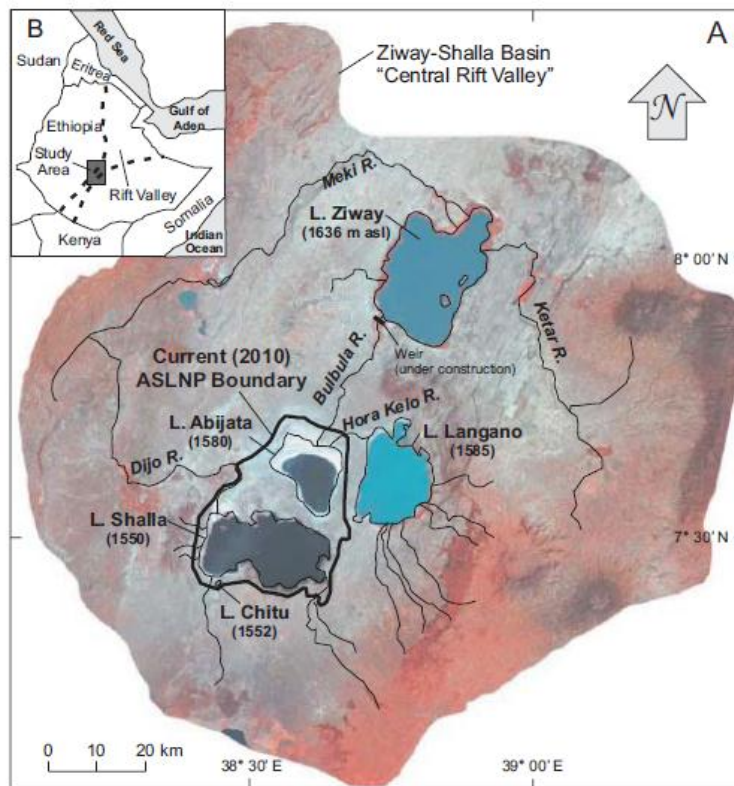 B
Red Sea
Sudan
Eritrea
Gulf of
Aden
Ethiopia
Study
Area
Rift Valley
Somalia
Kenya
Indian
Ocean
A
Ziway-Shalla Basin
“Central Rift Valley”
N
Meki R.
L. Ziway
(1636 m asl)
8° 00′ N
Ketar R.
Weir
(under construction)
Bulbula R.
Current (2010)
ASLNP Boundary
Hora Kelo R.
L. Abijata
(1580)
L. Langano
(1585)
Dijo R.
L. Shalla
(1550)
7° 30′ N
L. Chitu
(1552)
0 10 20 km
38° 30′ E
39° 00′ E